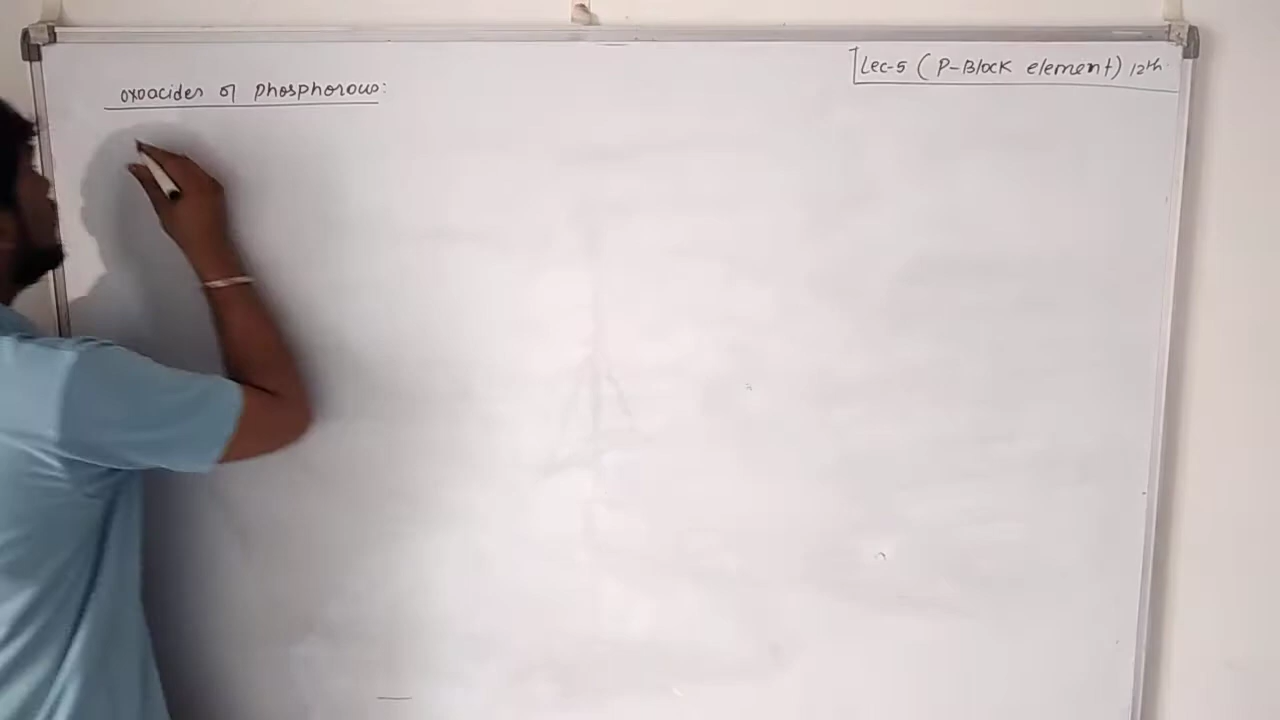 Lec-5 (P-Block element) 12th
oxoacides of phosphorous: